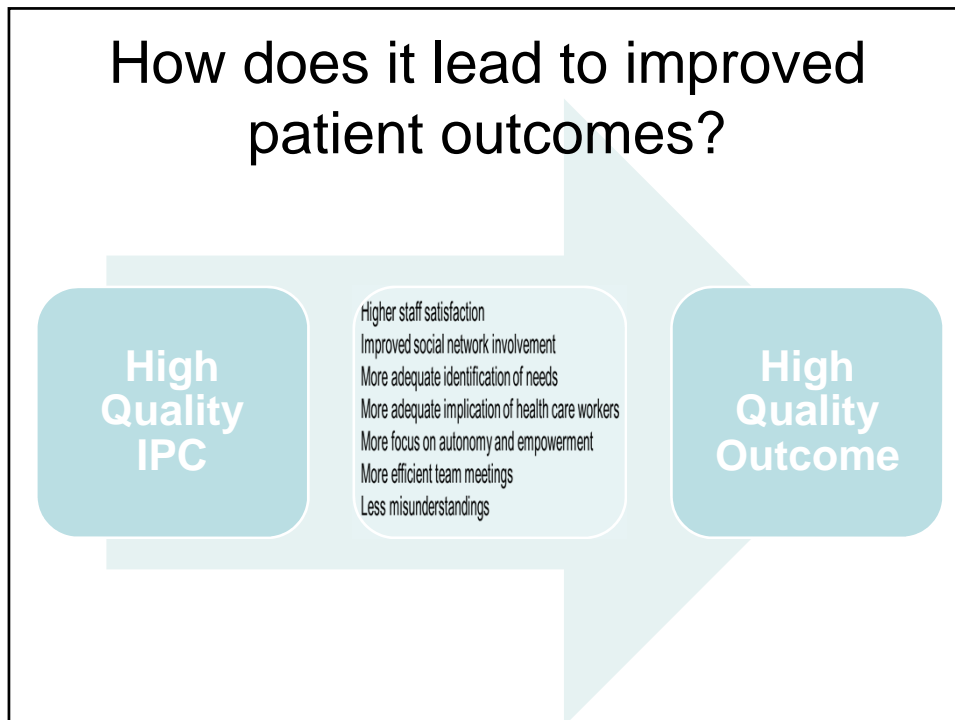 How does it lead to improved
patient outcomes?
High
Quality
IPC
Higher staff satisfaction
Improved social network involvement
More adequate identification of needs
More adequate implication of health care workers
More focus on autonomy and empowerment
More efficient team meetings
Less misunderstandings
High
Quality
Outcome